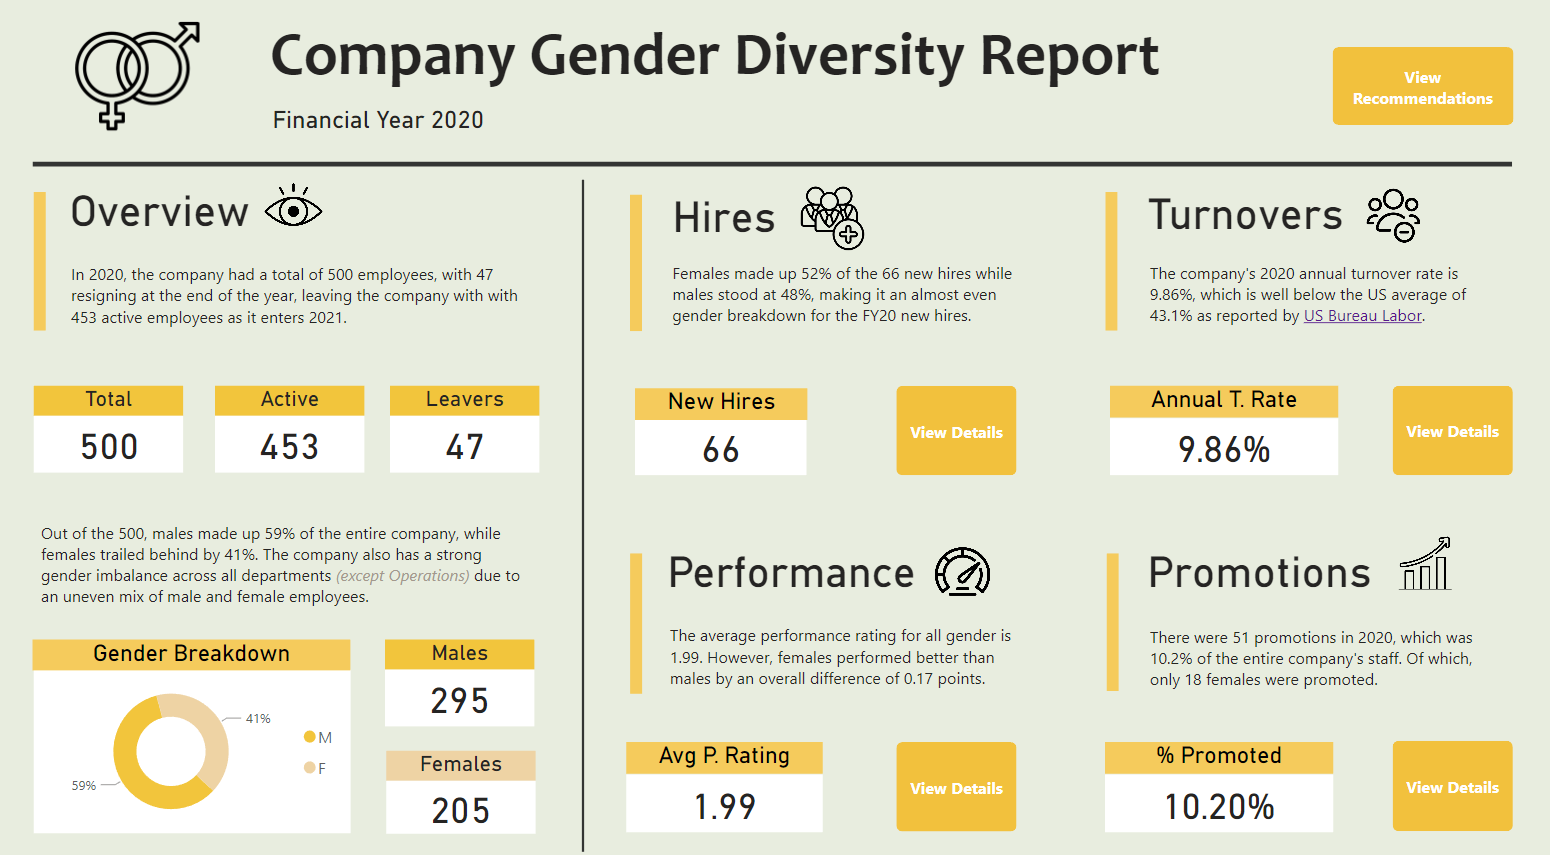 Company Gender Diversity Report
Financial Year 2020
View
Recommendations
Overview
In 2020, the company had a total of 500 employees, with 47
resigning at the end of the year, leaving the company with with
453 active employees as it enters 2021.
Total
500
Active
453
Leavers
47
Out of the 500, males made up 59% of the entire company, while
females trailed behind by 41%. The company also has a strong
gender imbalance across all departments (except Operations) due to
an uneven mix of male and female employees.
Gender Breakdown
41%
59%
M
F
Males
295
Females
205
Hires
Females made up 52% of the 66 new hires while
males stood at 48%, making it an almost even
gender breakdown for the FY20 new hires.
New Hires
66
View Details
Turnovers
The company's 2020 annual turnover rate is
9.86%, which is well below the US average of
43.1% as reported by US Bureau Labor.
Annual T. Rate
9.86%
View Details
Performance
The average performance rating for all gender is
1.99. However, females performed better than
males by an overall difference of 0.17 points.
Avg P. Rating
1.99
View Details
Promotions
There were 51 promotions in 2020, which was
10.2% of the entire company's staff. Of which,
only 18 females were promoted.
% Promoted
10.20%
View Details